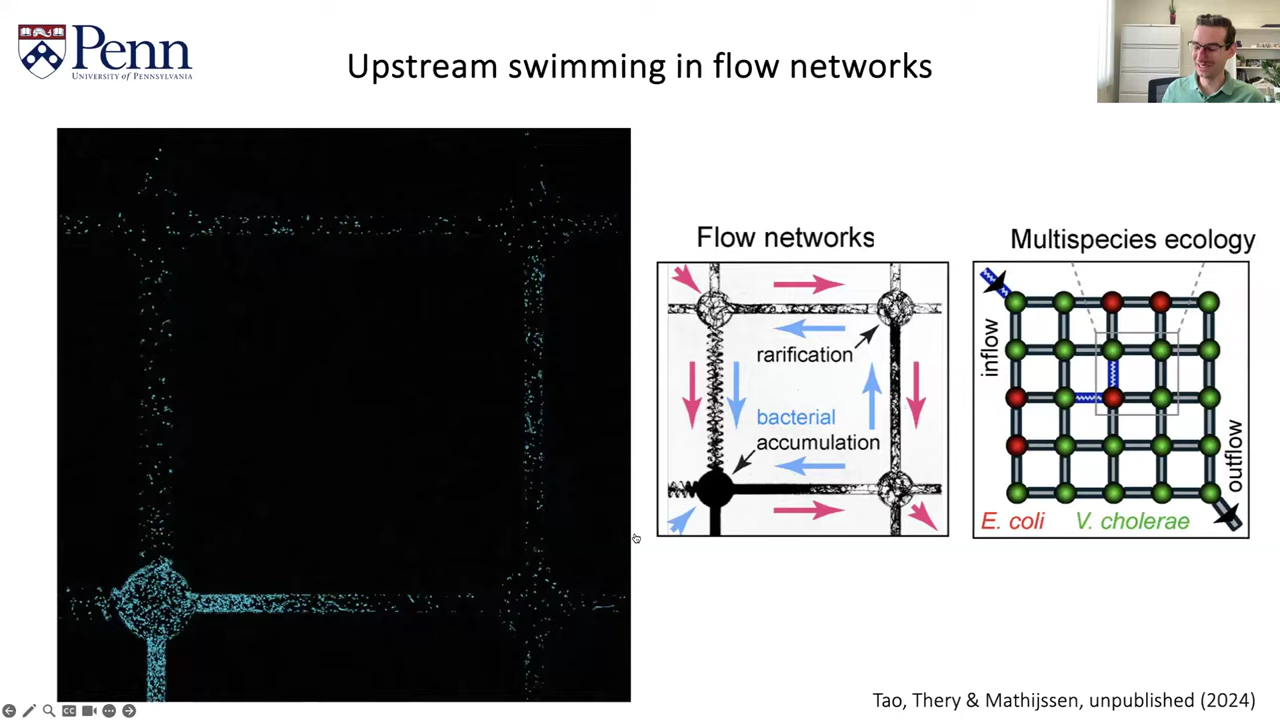 Penn
UNIVERSITY of PENNSYLVANIA
Upstream swimming in flow networks
Flow networks
rarification
bacterial
accumulation
Multispecies ecology
inflow
outflow
E. coli V. cholerae
Tao, Thery & Mathijssen, unpublished (2024)